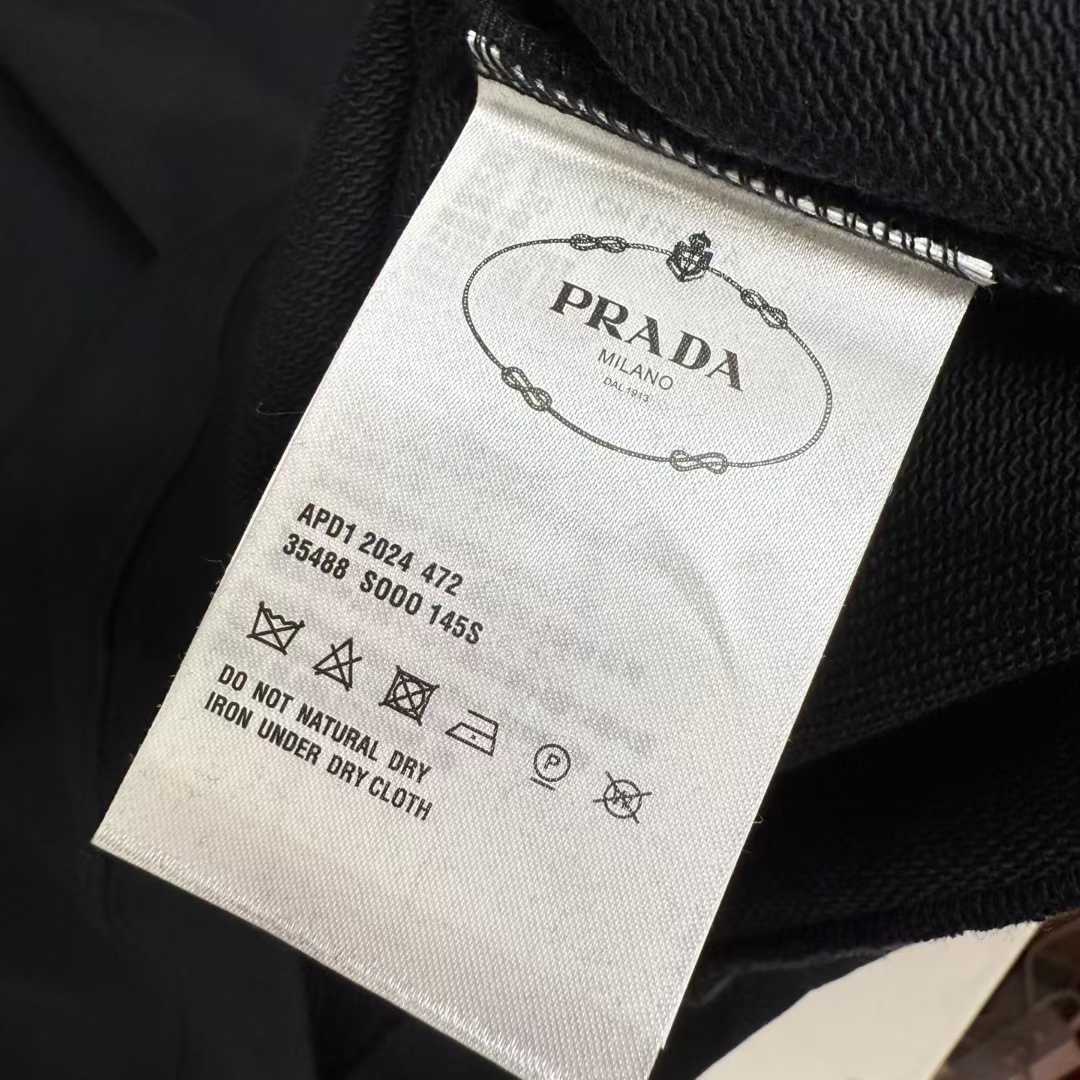 PRADA
MILANO
DAL 1913
APD1 2024 472
35488 S000 145S
P
DO NOT NATURAL DRY
IRON UNDER DRY CLOTH